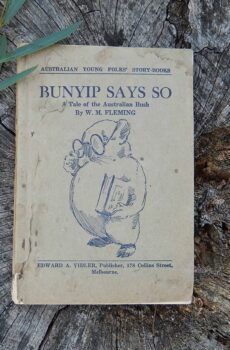 AUSTRALIAN YOUNG FOLKS' STORY-BOOKS
BUNYIP SAYS SO
A Tale of the Australian Bush
By W. M. FLEMING
EDWARD A. VIDLER, Publisher, 178 Collins Street,
Melbourne.